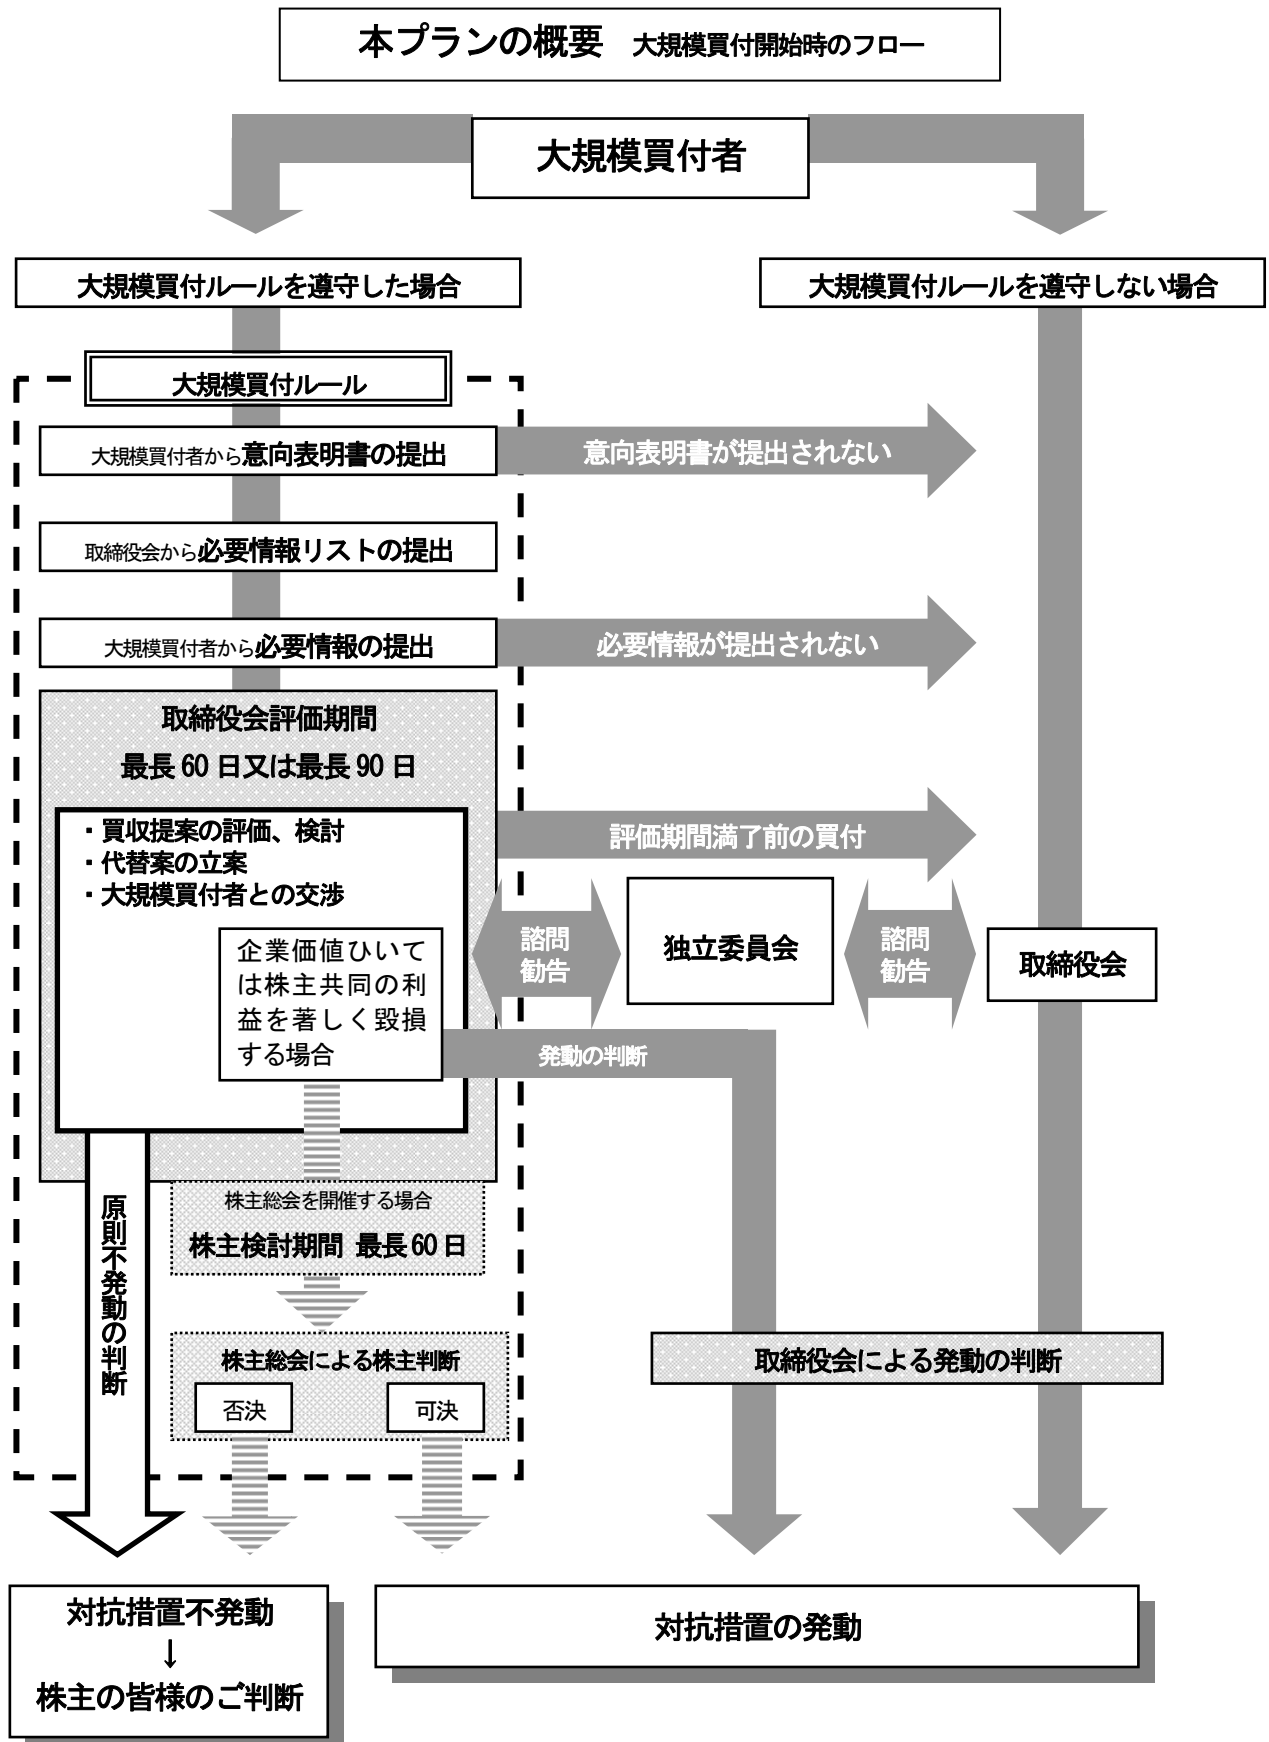 本プランの概要 大規模買付開始時のフロー
大規模買付者
大規模買付ルールを遵守した場合
大規模買付ルールを遵守しない場合
大規模買付ルール
大規模買付者から意向表明書の提出
意向表明書が提出されない
取締役会から必要情報リストの提出
大規模買付者から必要情報の提出
必要情報が提出されない
取締役会評価期間
最長 60 日又は最長 90 日
・買収提案の評価、検討
・代替案の立案
・大規模買付者との交渉
評価期間満了前の買付
企業価値ひいて
は株主共同の利
益を著しく毀損
する場合
諮問
勧告
独立委員会
諮問
勧告
取締役会
発動の判断
原則不発動の判断
株主総会を開催する場合
株主検討期間 最長 60 日
株主総会による株主判断
否決
可決
取締役会による発動の判断
対抗措置不発動
↓
株主の皆様のご判断
対抗措置の発動